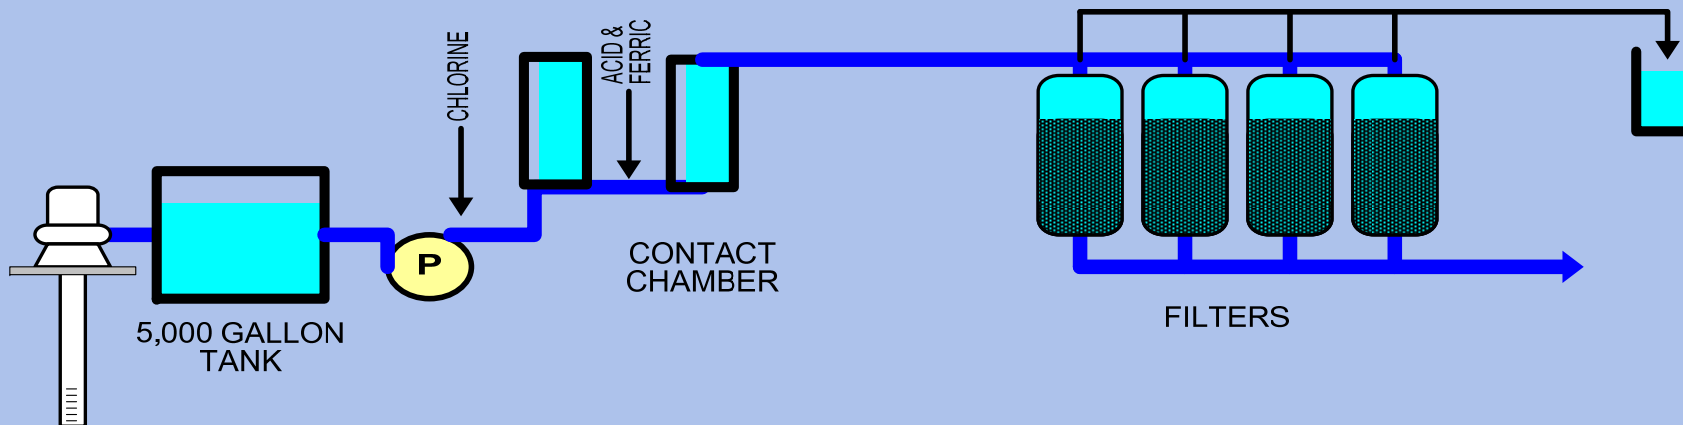 5,000 GALLON
TANK
P
CHLORINE
ACID &
FERRIC
CONTACT
CHAMBER
FILTERS